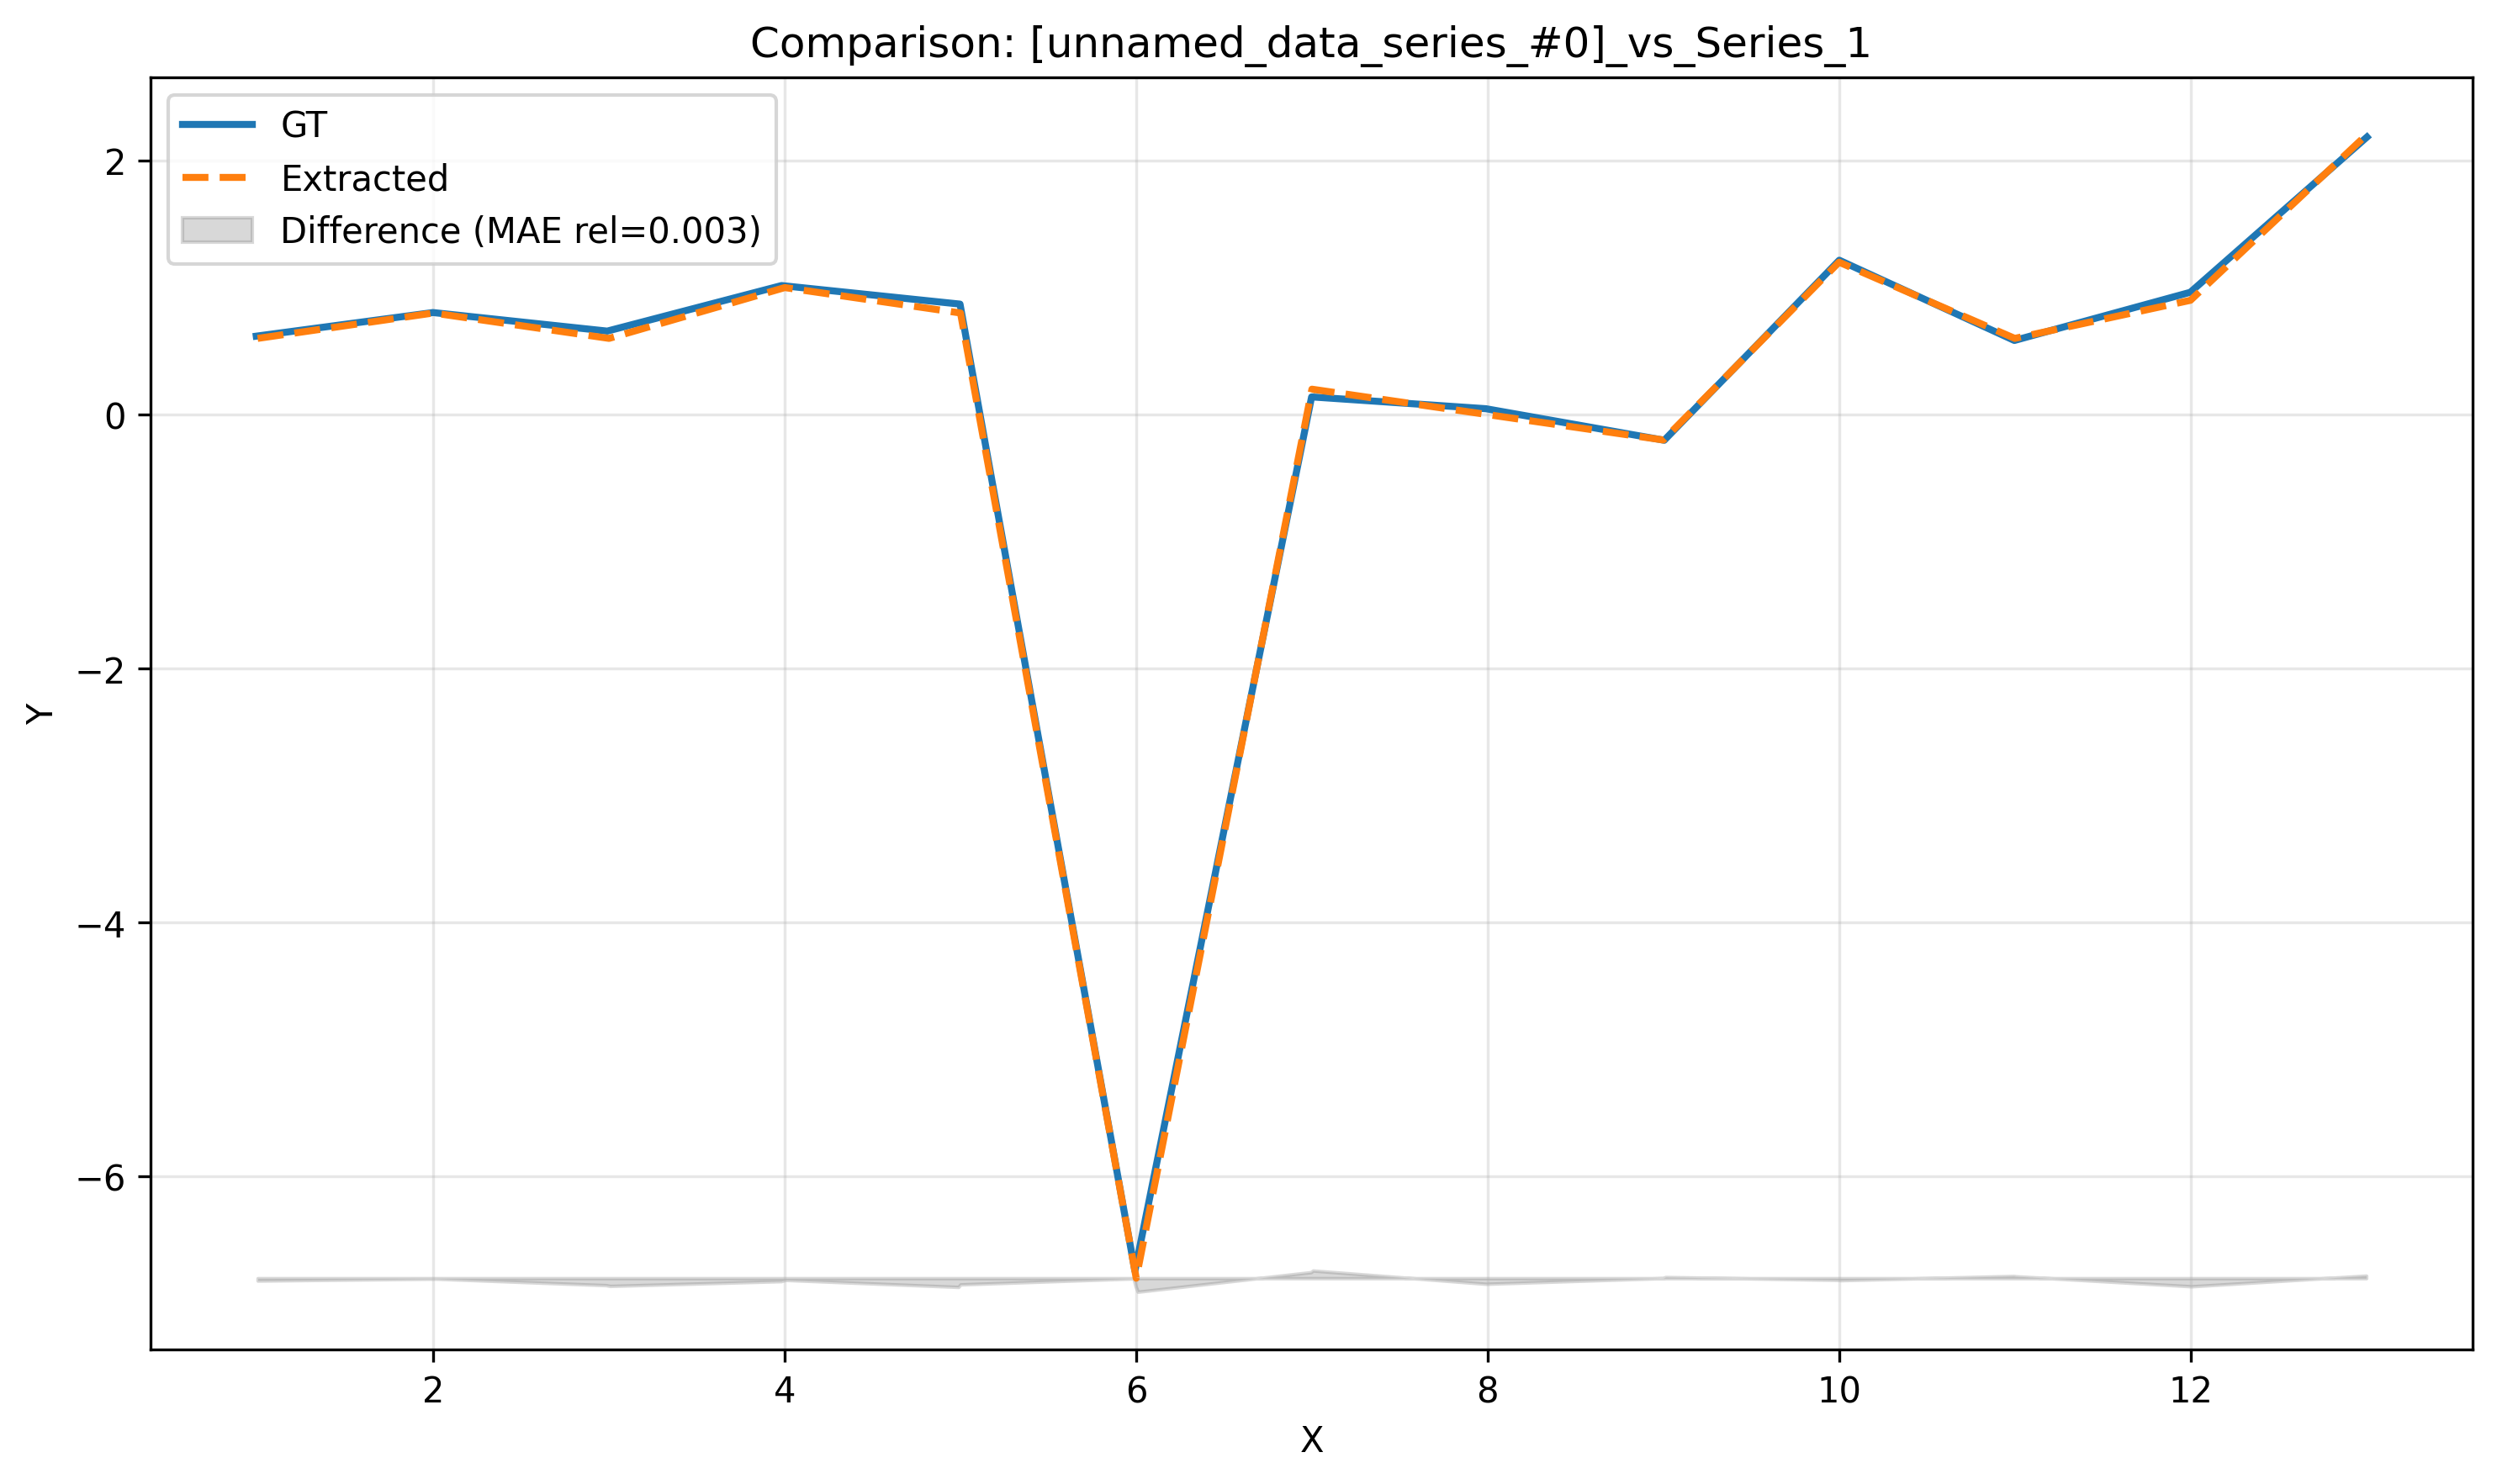 Comparison: [unnamed_data_series_#0]_vs_Series_1
GT
Extracted
Difference (MAE rel=0.003)
2
0
−2
−4
−6
Y
2
4
6
8
10
12
X